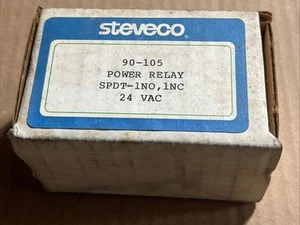 steveco
90-105
POWER RELAY
SPDT-1NO,1NC
24 VAC